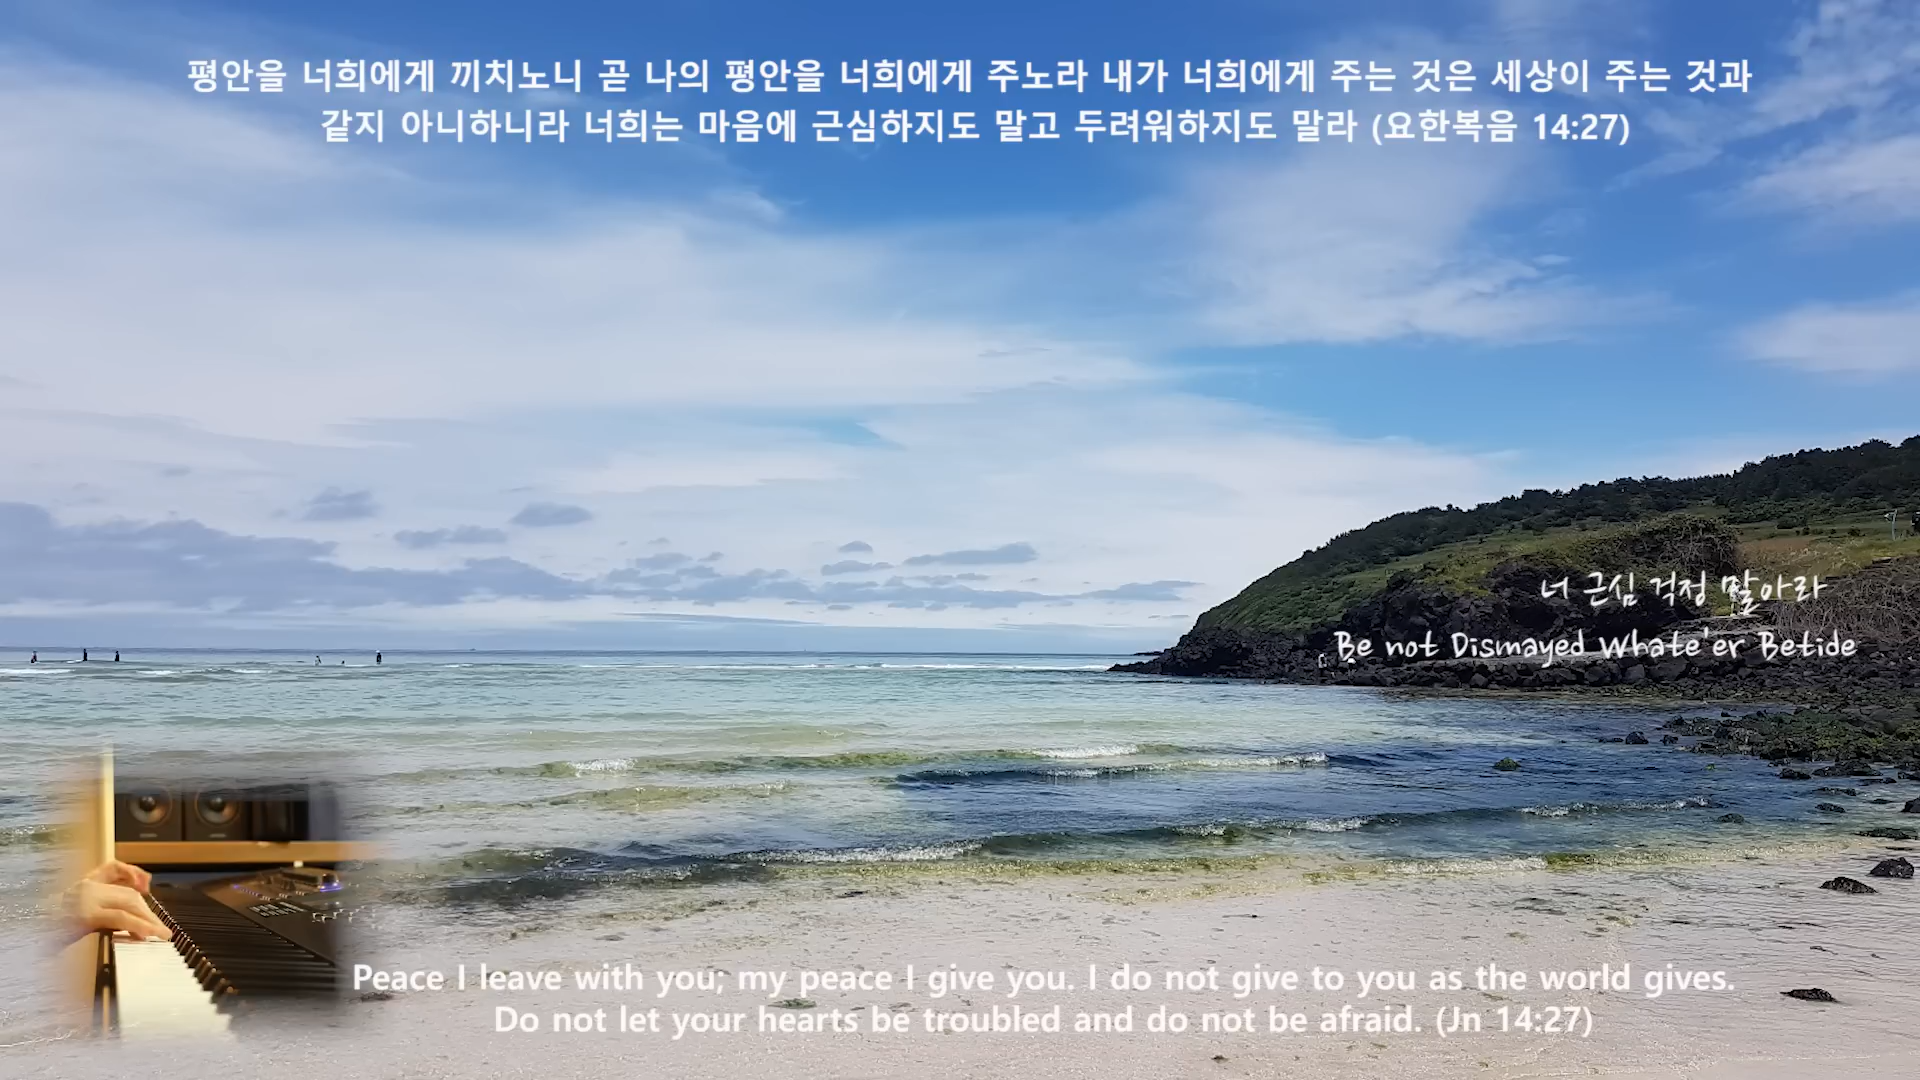 평안을 너희에게 끼치노니 곧 나의 평안을 너희에게 주노라 내가 너희에게 주는 것은 세상이 주는 것과
같지 아니하니라 너희는 마음에 근심하지도 말고 두려워하지도 말라 (요한복음 14:27)
너 근심 걱정 말아라
Be not Dismayed Whate'er Betide
Peace I leave with you; my peace I give you. I do not give to you as the world gives.
Do not let your hearts be troubled and do not be afraid. (Jn 14:27)